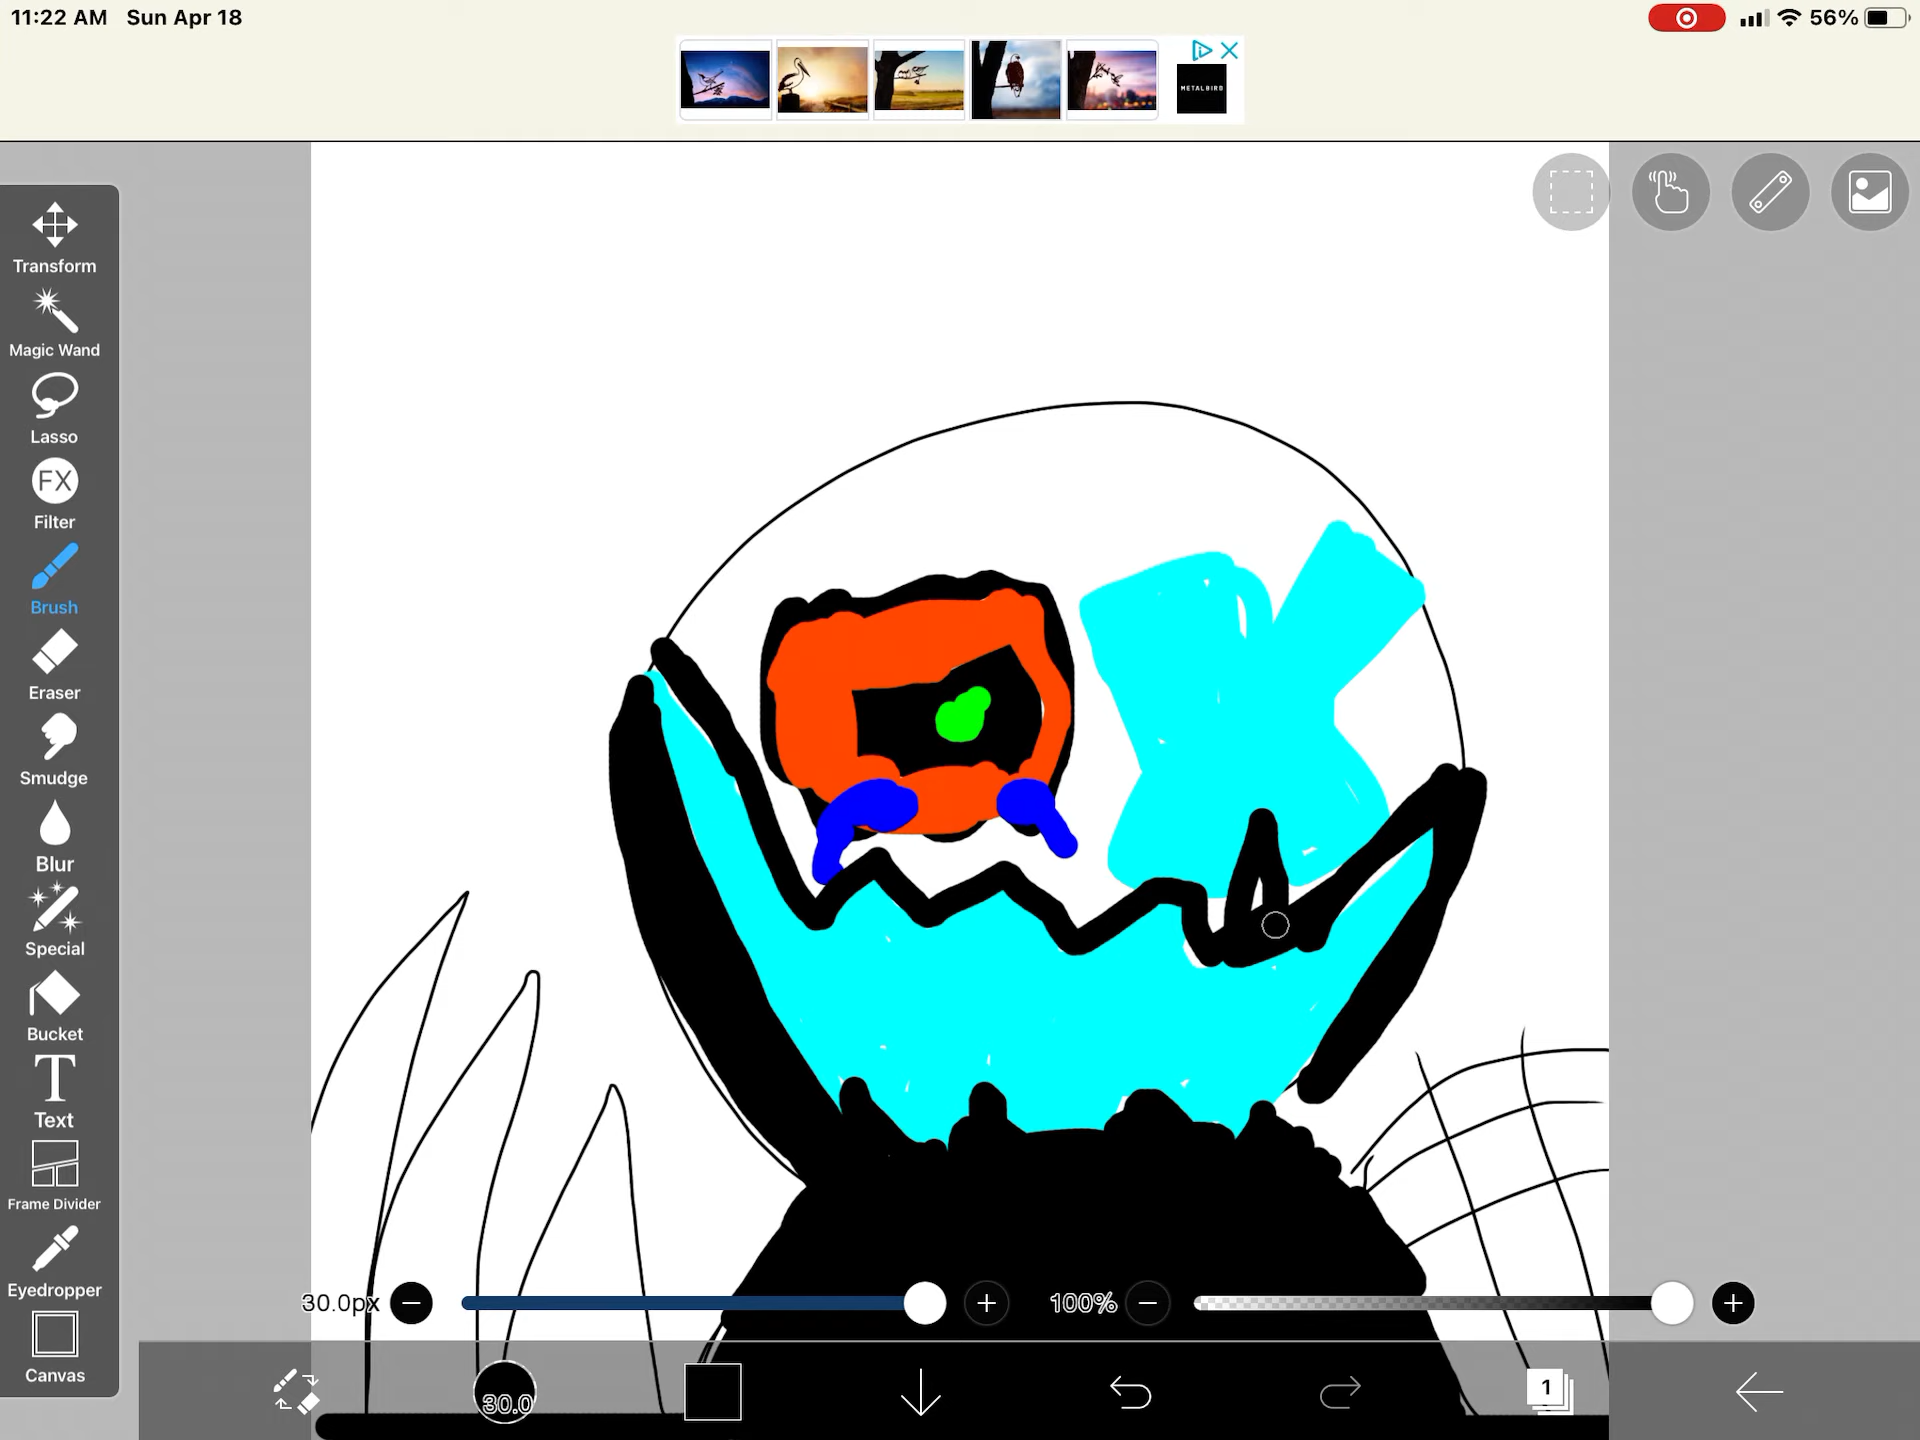 11:22 AM Sun Apr 18
56%
METALBIRD
Transform
Magic Wand
Lasso
FX
Filter
Brush
Eraser
Smudge
Blur
Special
Bucket
T
Text
Frame Divider
Eyedropper
Canvas
30.0px
100%
30.0
1